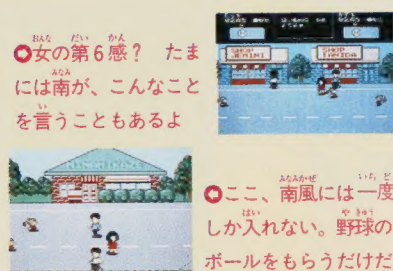 ➲女の第6感？ たま
には南が、こんなこと
を言うこともあるよ
SHOP
SHOP
➲ここ、南風には一度
しか入れない。野球の
ボールをもらうだけだ